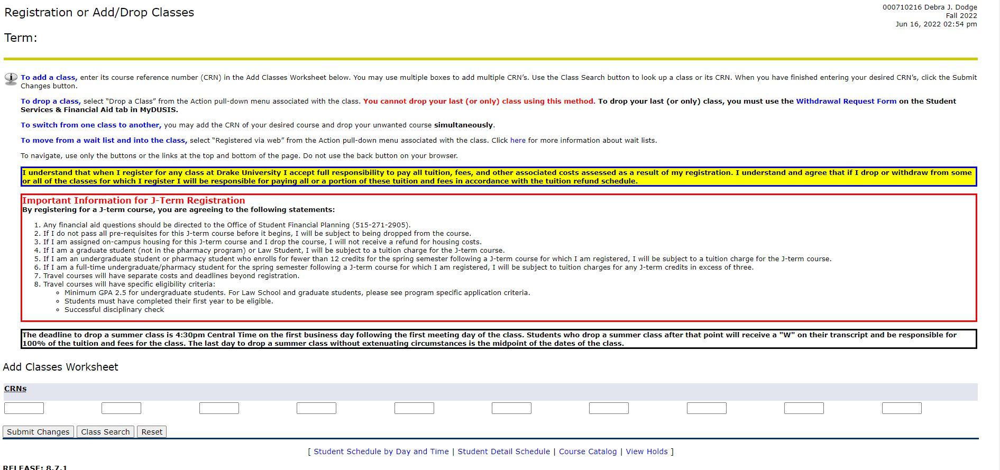 Registration or Add/Drop Classes
000710216 Debra J. Dodge
Fall 2022
Jun 16, 2022 02:54 pm
Term:
To add a class, enter its course reference number (CRN) in the Add Classes Worksheet below. You may use multiple boxes to add multiple CRN’s. Use the Class Search button to look up a class or its CRN. When you have finished entering your desired CRN’s, click the Submit
Changes button.
To drop a class, select “Drop a Class” from the Action pull-down menu associated with the class. You cannot drop your last (or only) class using this method. To drop your last (or only) class, you must use the Withdrawal Request Form on the Student
Services & Financial Aid tab in MyDUSIS.
To switch from one class to another, you may add the CRN of your desired course and drop your unwanted course simultaneously.
To move from a wait list and into the class, select “Registered via web” from the Action pull-down menu associated with the class. Click here for more information about wait lists.
To navigate, use only the buttons or the links at the top and bottom of the page. Do not use the back button on your browser.
I understand that when I register for any class at Drake University I accept full responsibility to pay all tuition, fees, and other associated costs assessed as a result of my registration. I understand and agree that if I drop or withdraw from some
or all of the classes for which I register I will be responsible for paying all or a portion of these tuition and fees in accordance with the tuition refund schedule.
Important Information for J-Term Registration
By registering for a J-term course, you are agreeing to the following statements:
1. Any financial aid questions should be directed to the Office of Student Financial Planning (515-271-2905).
2. If I do not pass all pre-requisites for this J-term course before it begins, I will be subject to being dropped from the course.
3. If I am assigned on-campus housing for this J-term course and I drop the course, I will not receive a refund for housing costs.
4. If I am a graduate student (not in the pharmacy program) or Law Student, I will be subject to a tuition charge for the J-term course.
5. If I am an undergraduate student or pharmacy student who enrolls for fewer than 12 credits for the spring semester following a J-term course for which I am registered, I will be subject to a tuition charge for the J-term course.
6. If I am a full-time undergraduate/pharmacy student for the spring semester following a J-term course for which I am registered, I will be subject to tuition charges for any J-term credits in excess of three.
7. Travel courses will have separate costs and deadlines beyond registration.
8. Travel courses will have specific eligibility criteria:
Minimum GPA 2.5 for undergraduate students. For Law School and graduate students, please see program specific application criteria.
Students must have completed their first year to be eligible.
Successful disciplinary check
The deadline to drop a summer class is 4:30pm Central Time on the first business day following the first meeting day of the class. Students who drop a summer class after that point will receive a "W" on their transcript and be responsible for
100% of the tuition and fees for the class. The last day to drop a summer class without extenuating circumstances is the midpoint of the dates of the class.
Add Classes Worksheet
CRNs
Submit Changes Class Search Reset
[ Student Schedule by Day and Time | Student Detail Schedule | Course Catalog | View Holds ]
RELEASE: 8.7.1